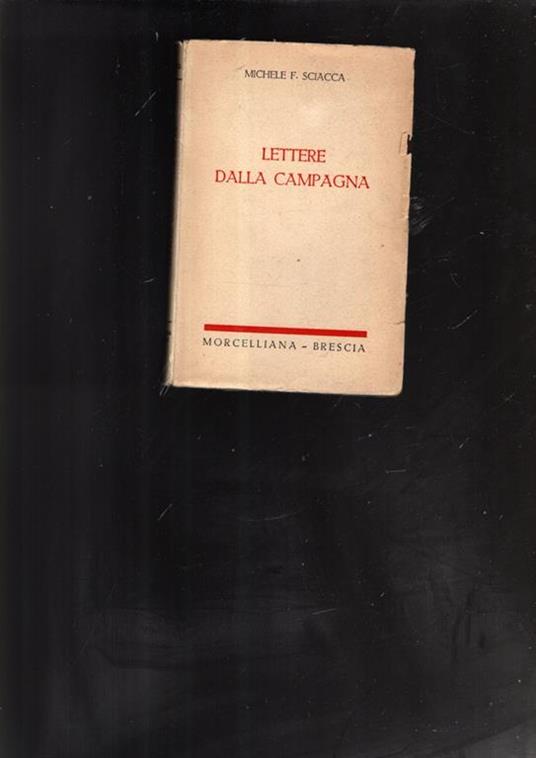 MICHELE F. SCIACCA
LETTERE
DALLA CAMPAGNA
MORCELLIANA - BRESCIA